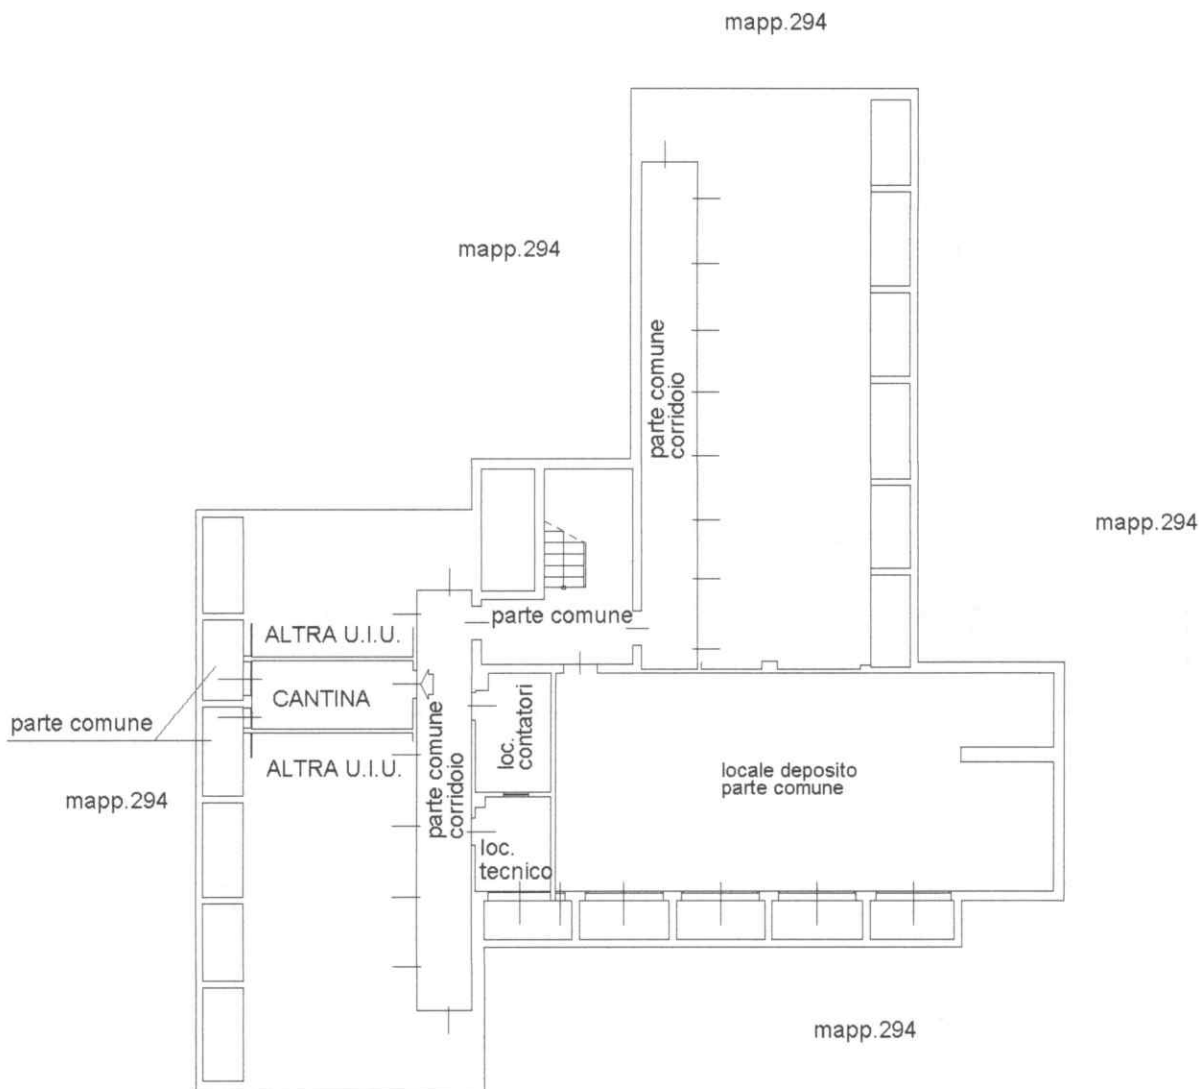 mapp.294
mapp.294
parte comune
corridoio
mapp.294
parte comune
ALTRA U.I.U.
CANTINA
parte comune
ALTRA U.I.U.
mapp.294
parte comune
corridoio
loc.
contatori
locale deposito
parte comune
loc.
tecnico
mapp.294